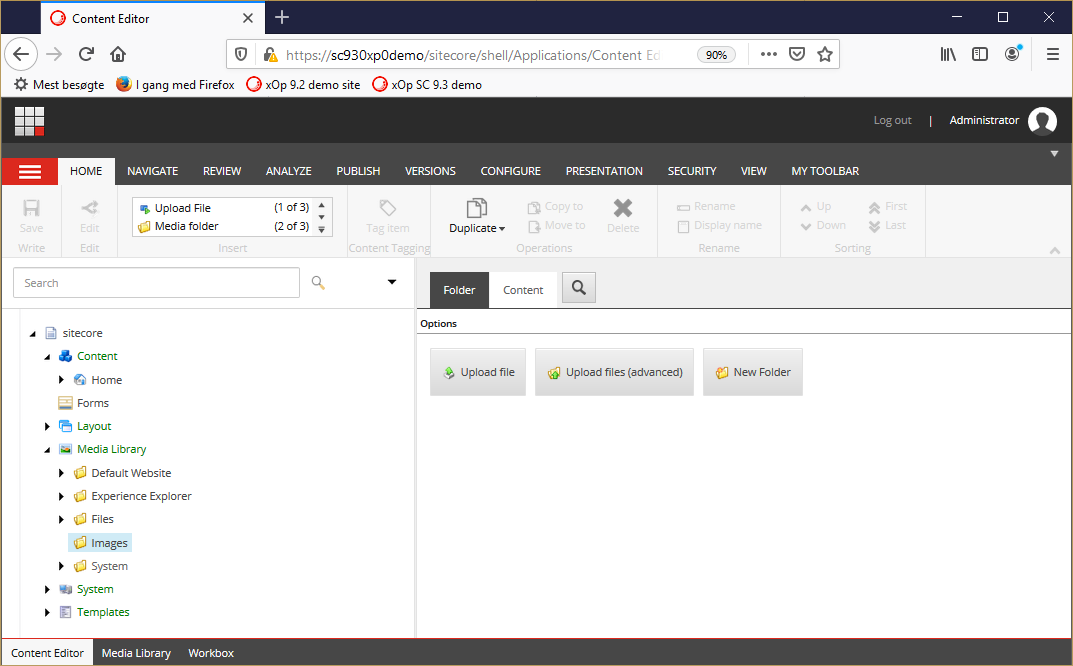 Content Editor
https://sc930xp0demo/sitecore/shell/Applications/Content Ed
90%
Mest besøgte
I gang med Firefox
xOp 9.2 demo site
xOp SC 9.3 demo
Log out
|
Administrator
HOME
NAVIGATE
REVIEW
ANALYZE
PUBLISH
VERSIONS
CONFIGURE
PRESENTATION
SECURITY
VIEW
MY TOOLBAR
Save
Write
Edit
Edit
Upload File (1 of 3)
Media folder (2 of 3)
Insert
Tag item
Content Tagging
Duplicate
Copy to
Move to
Delete
Operations
Rename
Display name
Rename
Up
Down
First
Last
Sorting
Search
Folder
Content
Options
Upload file
Upload files (advanced)
New Folder
sitecore
Content
Home
Forms
Layout
Media Library
Default Website
Experience Explorer
Files
Images
System
System
Templates
Content Editor
Media Library
Workbox